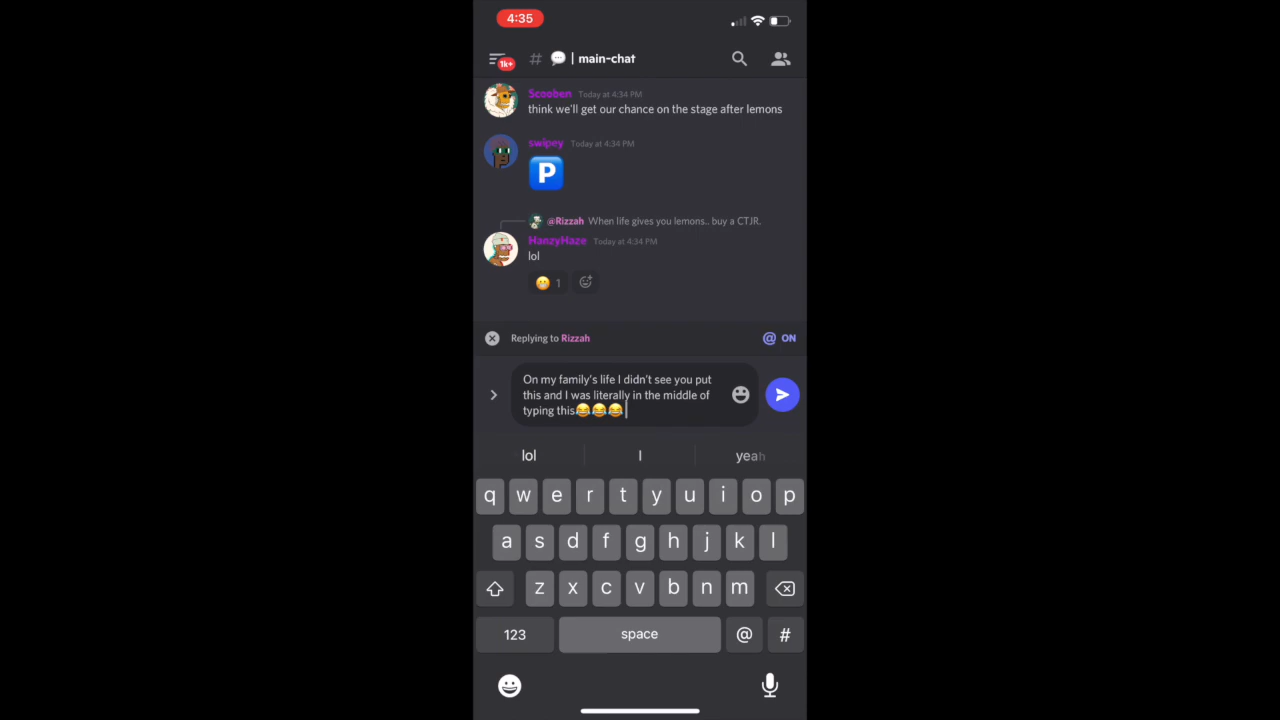 4:35
1k+
# 💬 | main-chat
Scooben Today at 4:34 PM
think we'll get our chance on the stage after lemons
swipey Today at 4:34 PM
P
@Rizzah When life gives you lemons.. buy a CTJR.
HanzyHaze Today at 4:34 PM
lol
😬 1
Replying to Rizzah @ ON
On my family's life I didn't see you put
this and I was literally in the middle of
typing this😂😂😂
lol I yeah
q w e r t y u i o p
a s d f g h j k l
z x c v b n m
123 space @ #